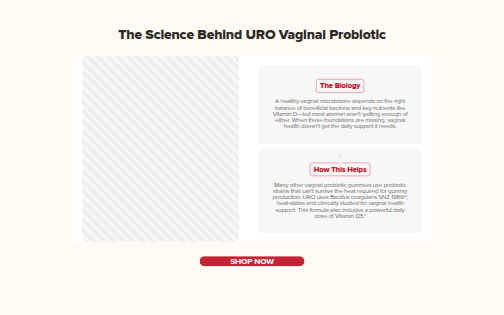 The Science Behind URO Vaginal Probiotic
The Biology
A healthy vaginal microbiome depends on the right
balance of beneficial bacteria and key nutrients like
Vitamin D—but most women aren't getting enough of
either. When these foundations are missing, vaginal
health doesn't get the daily support it needs.
How This Helps
Many other vaginal probiotic gummies use probiotic
strains that can't survive the heat required for gummy
production. URO uses Bacillus coagulans SNZ 1969®;
heat-stable and clinically studied for vaginal health
support. This formula also includes a powerful daily
dose of Vitamin D3.*
SHOP NOW